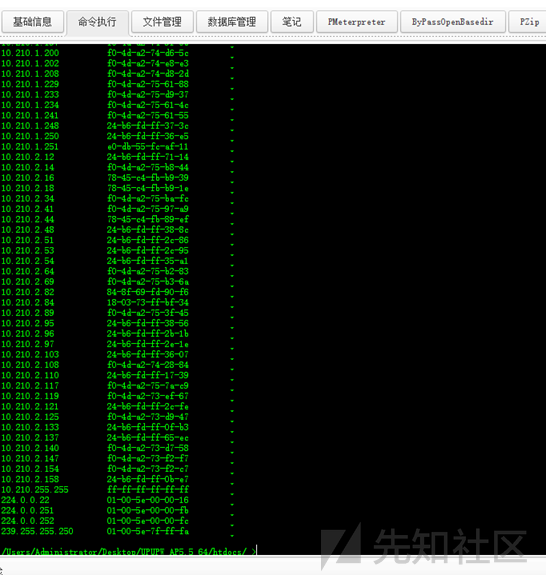 基础信息 命令执行 文件管理 数据库管理 笔记 PMeterpreter ByPassOpenBasedir PZip
10.210.1.200 f0-4d-a2-74-d6-5c
10.210.1.202 f0-4d-a2-74-e8-e3
10.210.1.208 f0-4d-a2-74-d8-2d
10.210.1.229 f0-4d-a2-75-61-88
10.210.1.233 f0-4d-a2-75-d9-37
10.210.1.234 f0-4d-a2-75-61-4c
10.210.1.241 f0-4d-a2-75-61-55
10.210.1.248 24-b6-fd-ff-37-3c
10.210.1.250 24-b6-fd-ff-36-e5
10.210.1.251 e0-db-55-fc-af-11
10.210.2.12 24-b6-fd-ff-71-14
10.210.2.14 f0-4d-a2-75-b8-44
10.210.2.16 78-45-c4-fb-b9-39
10.210.2.18 78-45-c4-fb-b9-1e
10.210.2.34 f0-4d-a2-75-ba-fc
10.210.2.41 f0-4d-a2-75-97-a9
10.210.2.44 78-45-c4-fb-89-ef
10.210.2.48 24-b6-fd-ff-38-8c
10.210.2.51 24-b6-fd-ff-2c-86
10.210.2.53 24-b6-fd-ff-2c-95
10.210.2.54 24-b6-fd-ff-35-a1
10.210.2.64 f0-4d-a2-75-b2-83
10.210.2.69 f0-4d-a2-75-b3-6a
10.210.2.82 84-8f-69-fd-90-f6
10.210.2.84 18-03-73-ff-bf-34
10.210.2.89 f0-4d-a2-75-3f-45
10.210.2.95 24-b6-fd-ff-38-56
10.210.2.96 24-b6-fd-ff-2b-1b
10.210.2.97 24-b6-fd-ff-2e-1e
10.210.2.103 24-b6-fd-ff-36-07
10.210.2.108 f0-4d-a2-74-28-84
10.210.2.110 24-b6-fd-ff-17-39
10.210.2.117 f0-4d-a2-75-7a-c9
10.210.2.119 f0-4d-a2-73-ef-67
10.210.2.121 24-b6-fd-ff-2c-fe
10.210.2.125 f0-4d-a2-73-d9-47
10.210.2.133 24-b6-fd-ff-0f-b3
10.210.2.137 24-b6-fd-ff-65-ec
10.210.2.140 f0-4d-a2-73-d7-58
10.210.2.147 f0-4d-a2-73-f2-f7
10.210.2.154 f0-4d-a2-73-f2-c7
10.210.2.158 24-b6-fd-ff-0b-e7
10.210.255.255 ff-ff-ff-ff-ff-ff
224.0.0.22 01-00-5e-00-00-16
224.0.0.251 01-00-5e-00-00-fb
224.0.0.252 01-00-5e-00-00-fc
239.255.255.250 01-00-5e-7f-ff-fa
/Users/Administrator/Desktop/UPUPW_AP5.5_64/htdocs/ >
先知社区